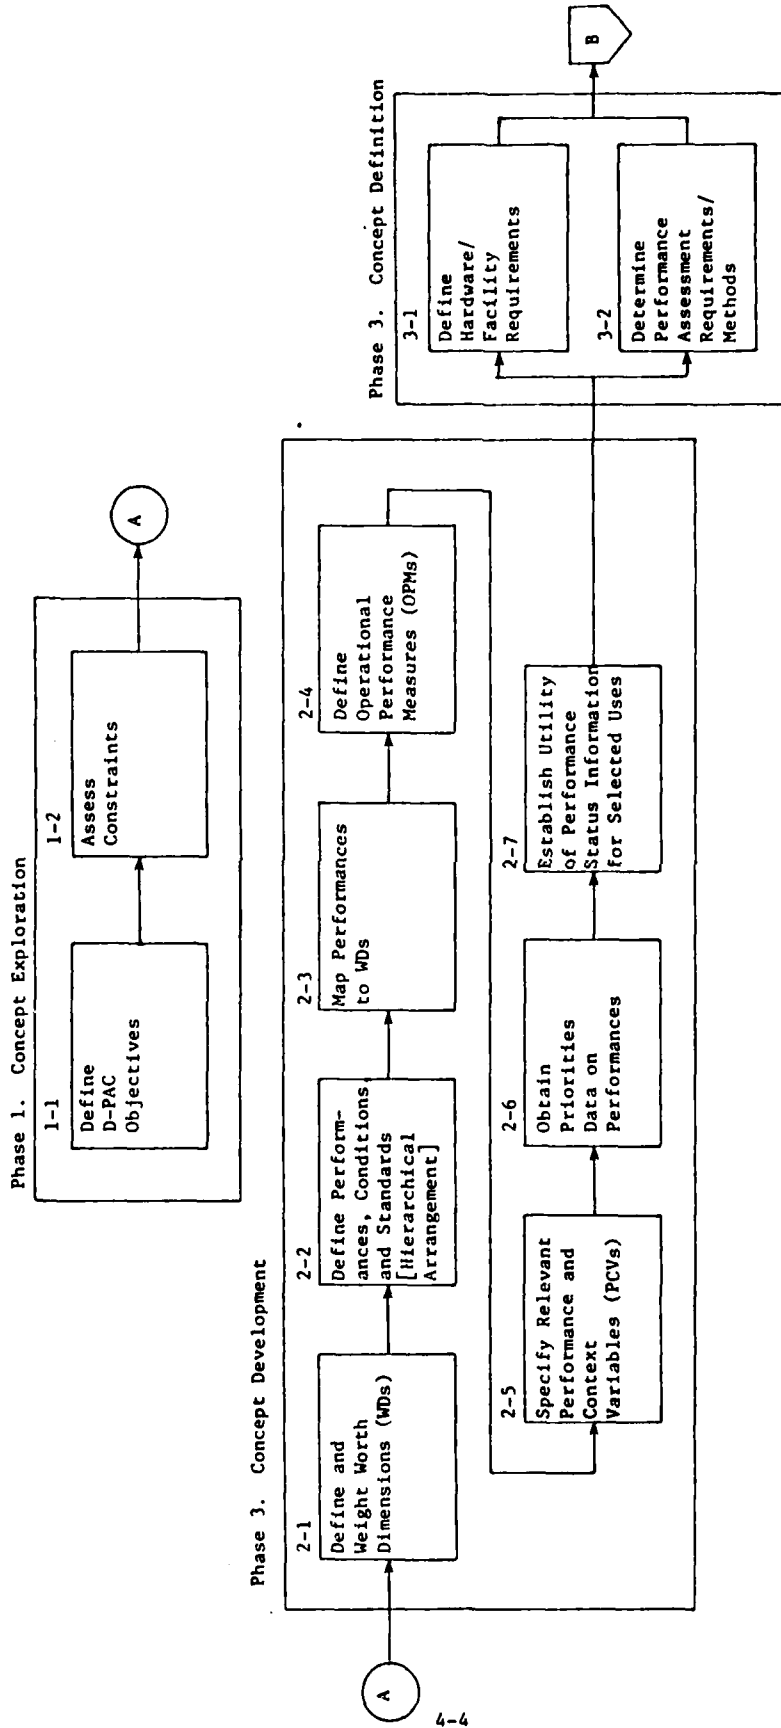 Phase 1. Concept Exploration
1-1
Define
D-PAC
Objectives
1-2
Assess
Constraints
A
Phase 3. Concept Development
A
2-1
Define and
Weight Worth
Dimensions (WDs)
2-2
Define Perform-
ances, Conditions
and Standards
[Hierarchical
Arrangement]
2-3
Map Performances
to WDs
2-4
Define
Operational
Performance
Measures (OPMs)
2-5
Specify Relevant
Performance and
Context
Variables (PCVs)
2-6
Obtain
Priorities
Data on
Performances
2-7
Establish Utility
of Performance
Status Information
for Selected Uses
Phase 3. Concept Definition
3-1
Define
Hardware/
Facility
Requirements
3-2
Determine
Performance
Assessment
Requirements/
Methods
B
4-4